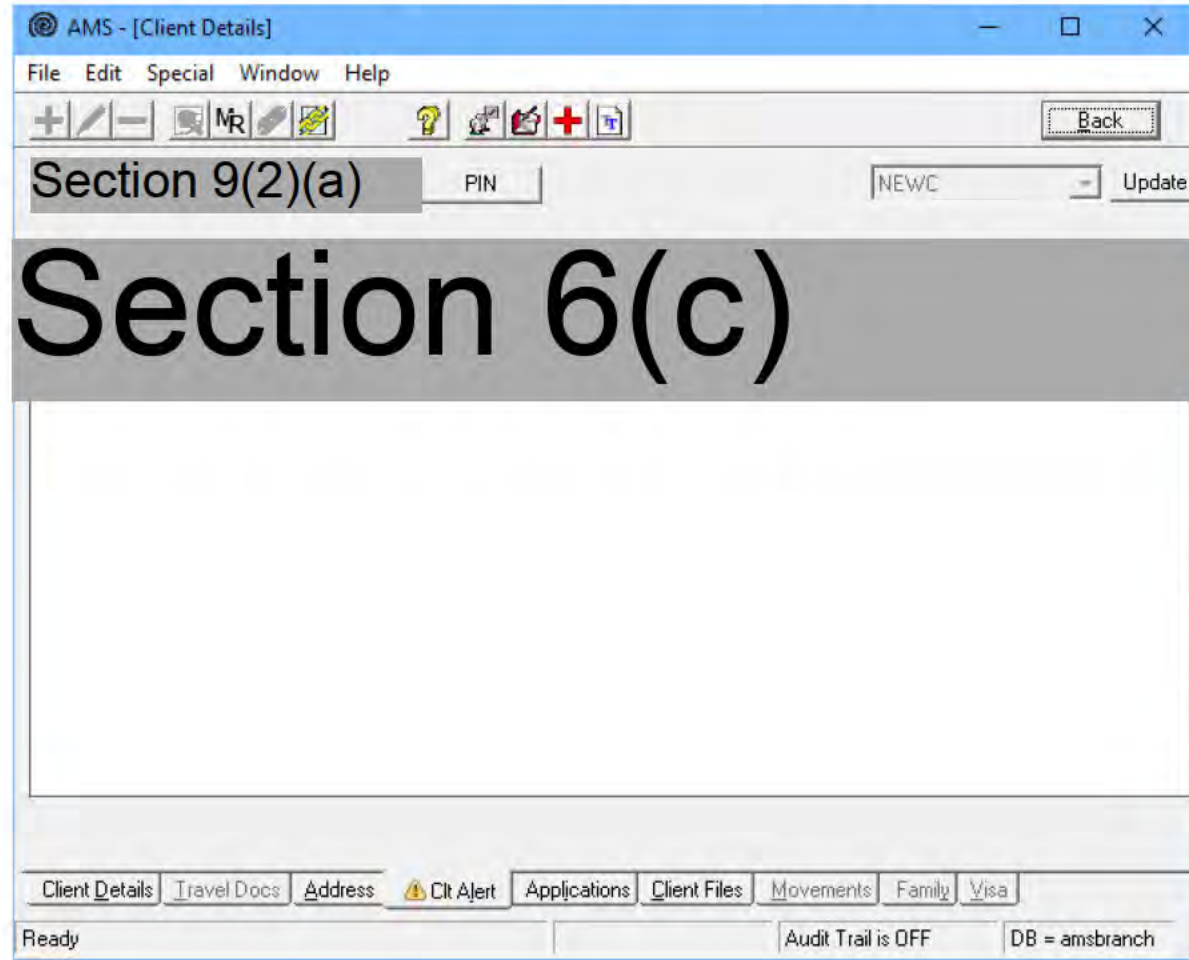 AMS - [Client Details]
File Edit Special Window Help
MR Back
Section 9(2)(a) PIN NEWC Update
Section 6(c)
Client Details Travel Docs Address Clt Alert Applications Client Files Movements Family Visa
Ready Audit Trail is OFF DB = amsbranch